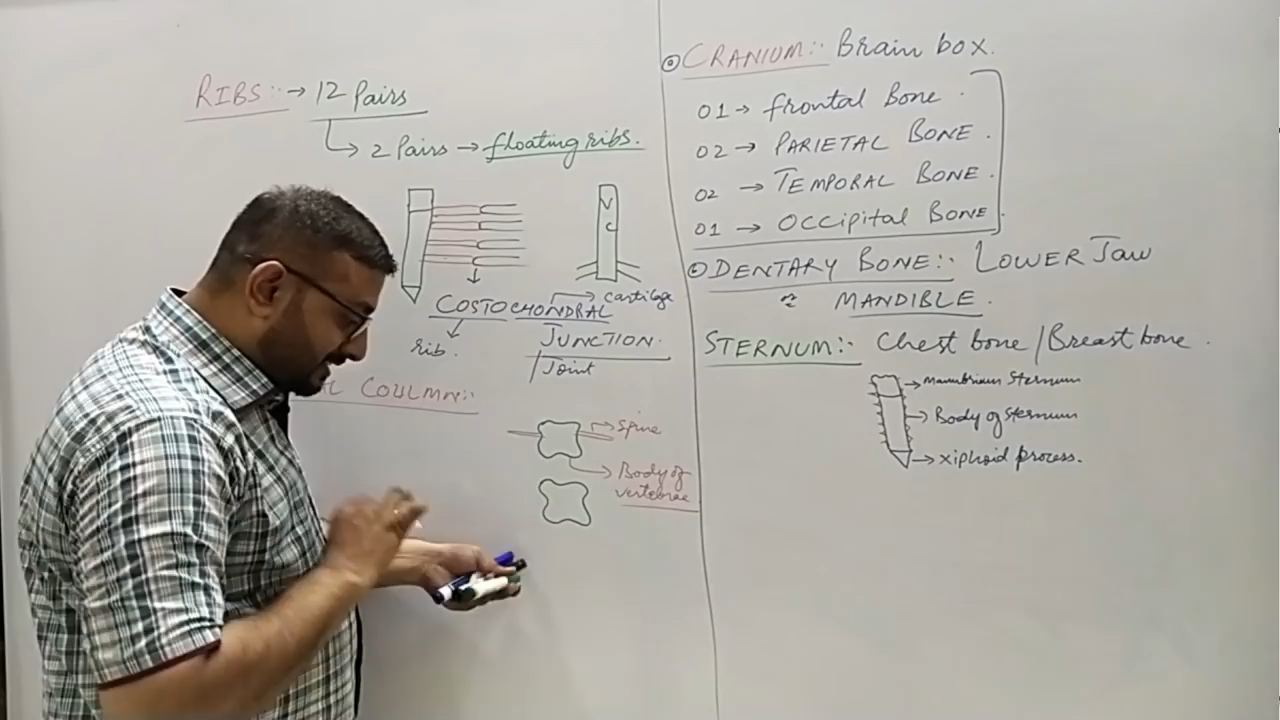 RIBS:→ 12 Pairs
↳ 2 Pairs → floating ribs.
V
C
COSTOCHONDRAL
→ cartilage
rib.
JUNCTION.
/Joint
AL COULMN:-
→ Spine
→ Body of
vertebrae
⊙ CRANIUM:- Brain box.
01 → frontal Bone.
02 → PARIETAL BONE.
02 → TEMPORAL BONE.
01 → OCCIPITAL BONE
⊙ DENTARY BONE:- LOWER JAW
or MANDIBLE.
STERNUM:- Chest bone/Breast bone.
→ manubrium Sternum
→ Body of sternum
→ xiphoid process.